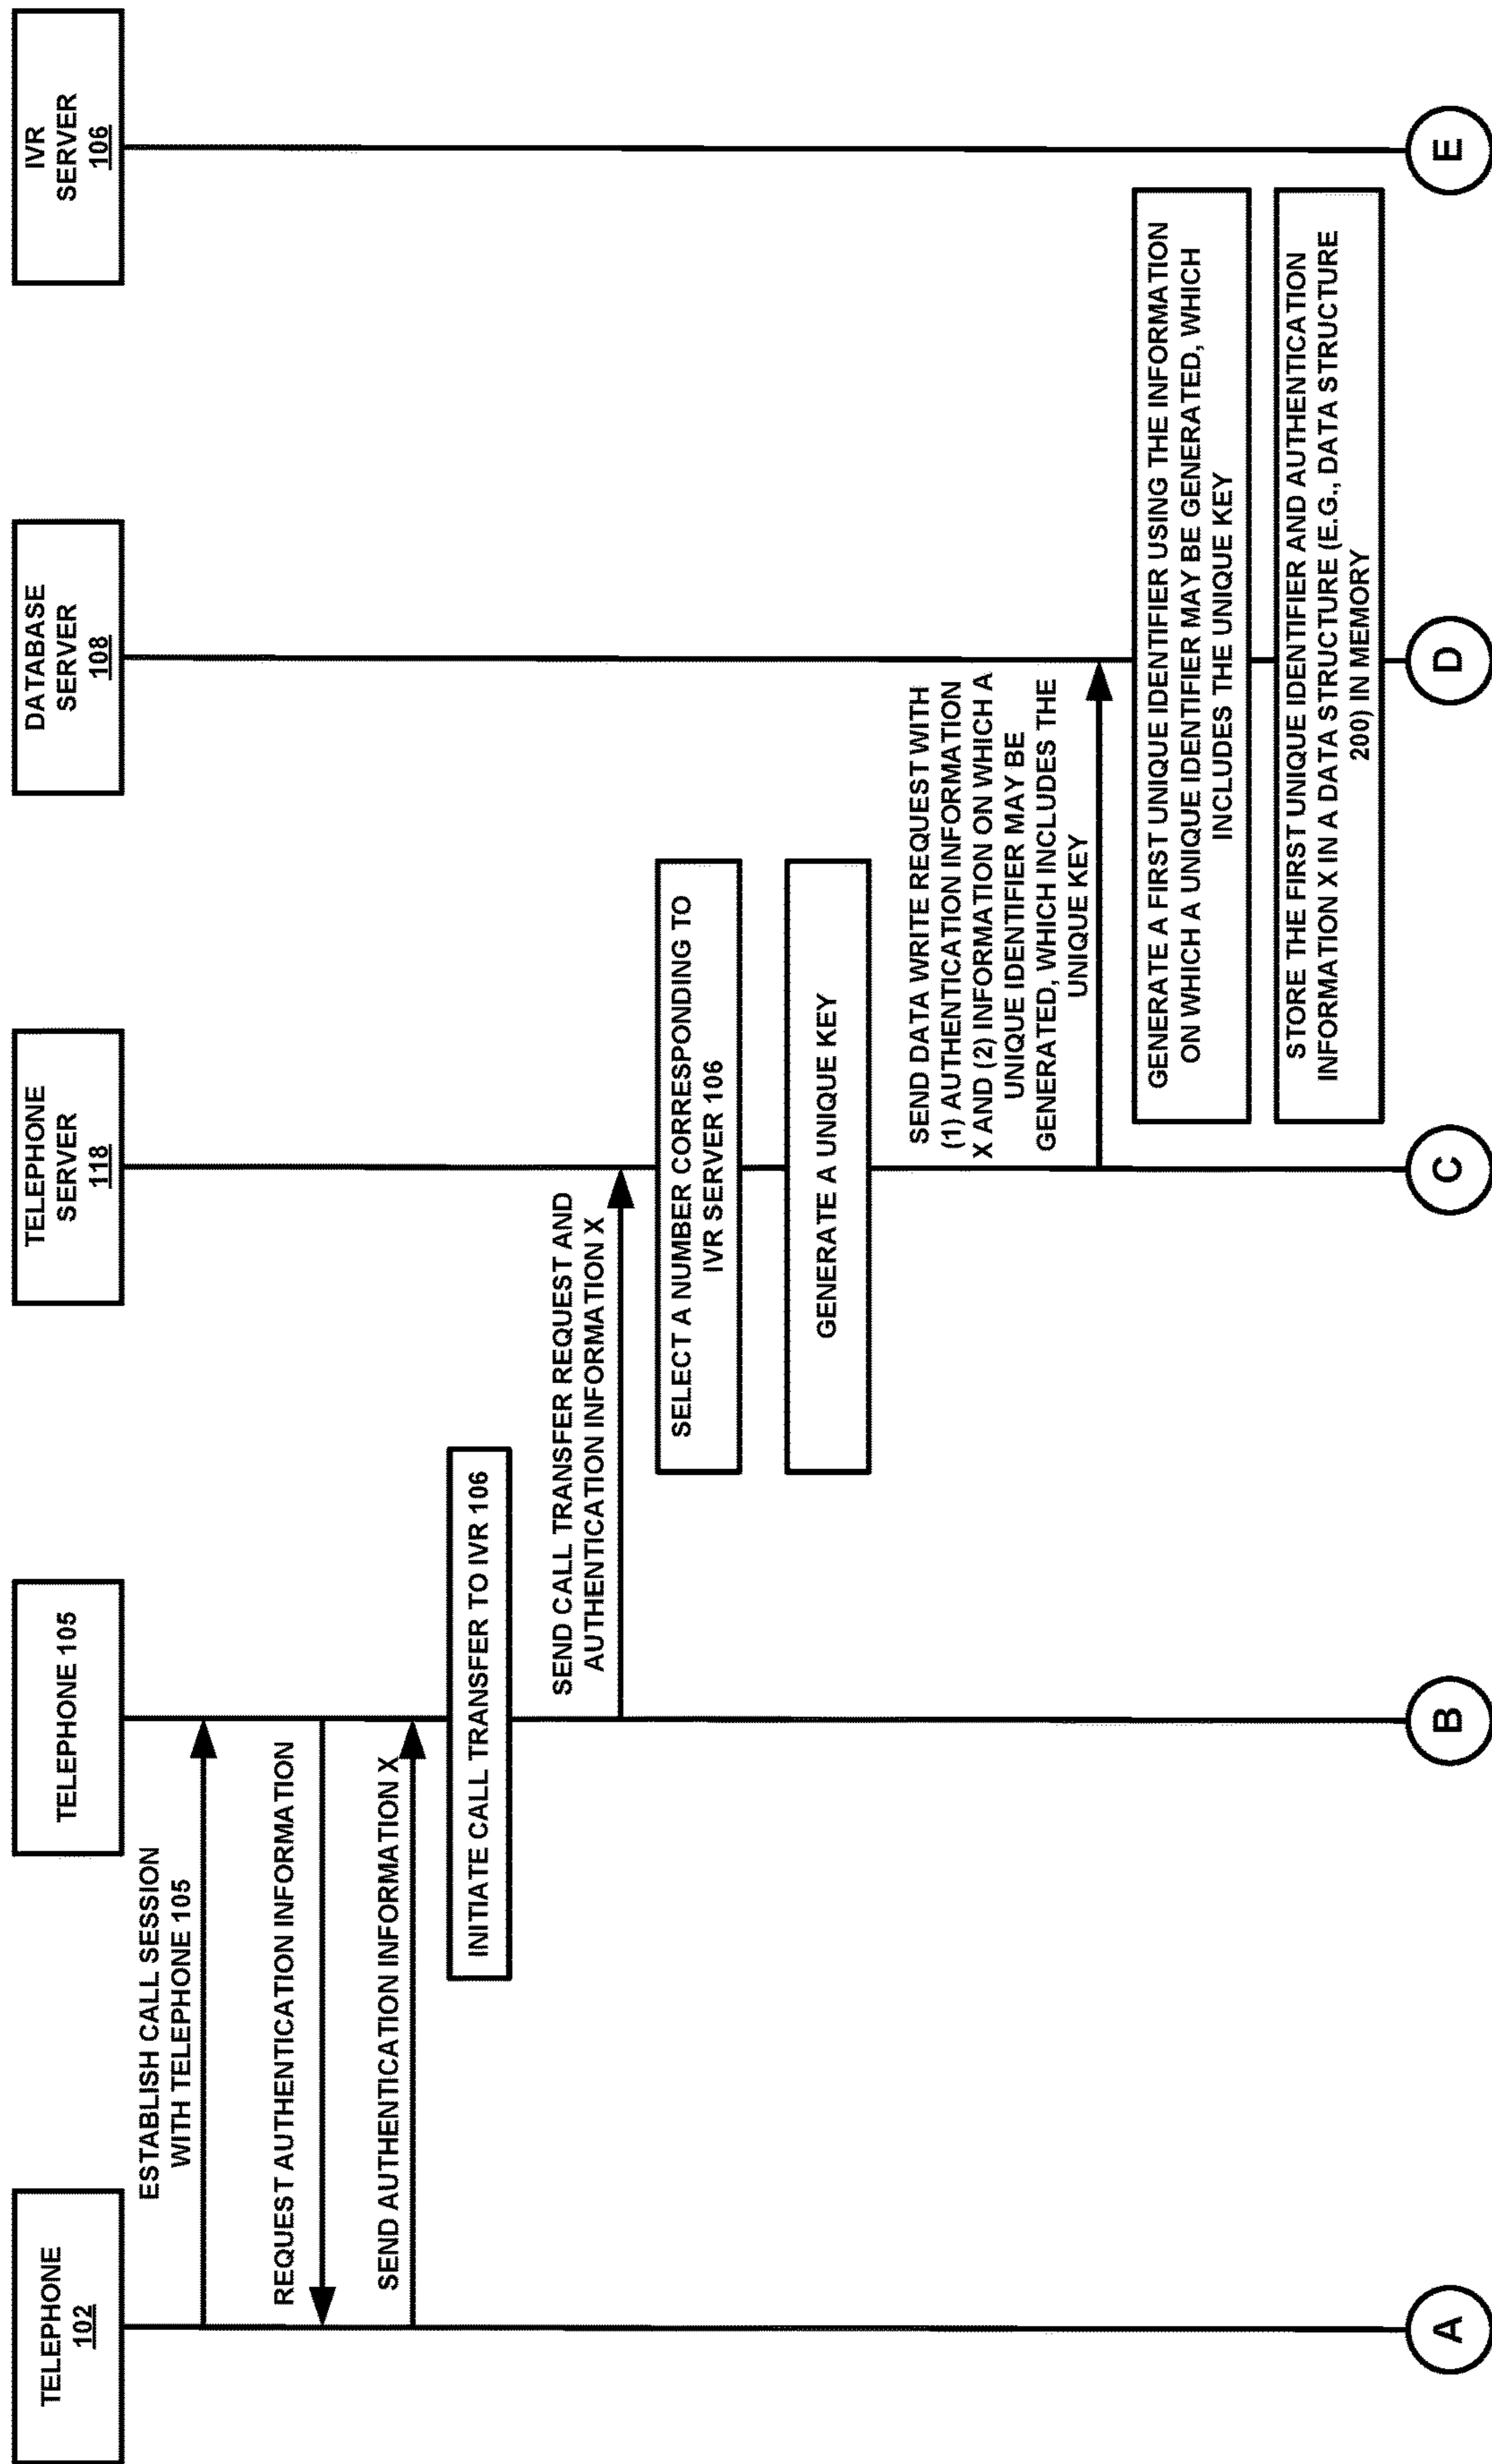 TELEPHONE
102
TELEPHONE 105
TELEPHONE
SERVER
118
DATABASE
SERVER
108
IVR
SERVER
106
ESTABLISH CALL SESSION
WITH TELEPHONE 105
REQUEST AUTHENTICATION INFORMATION
SEND AUTHENTICATION INFORMATION X
INITIATE CALL TRANSFER TO IVR 106
SEND CALL TRANSFER REQUEST AND
AUTHENTICATION INFORMATION X
SELECT A NUMBER CORRESPONDING TO
IVR SERVER 106
GENERATE A UNIQUE KEY
SEND DATA WRITE REQUEST WITH
(1) AUTHENTICATION INFORMATION
X AND (2) INFORMATION ON WHICH A
UNIQUE IDENTIFIER MAY BE
GENERATED, WHICH INCLUDES THE
UNIQUE KEY
GENERATE A FIRST UNIQUE IDENTIFIER USING THE INFORMATION
ON WHICH A UNIQUE IDENTIFIER MAY BE GENERATED, WHICH
INCLUDES THE UNIQUE KEY
STORE THE FIRST UNIQUE IDENTIFIER AND AUTHENTICATION
INFORMATION X IN A DATA STRUCTURE (E.G., DATA STRUCTURE
200) IN MEMORY
A
B
C
D
E